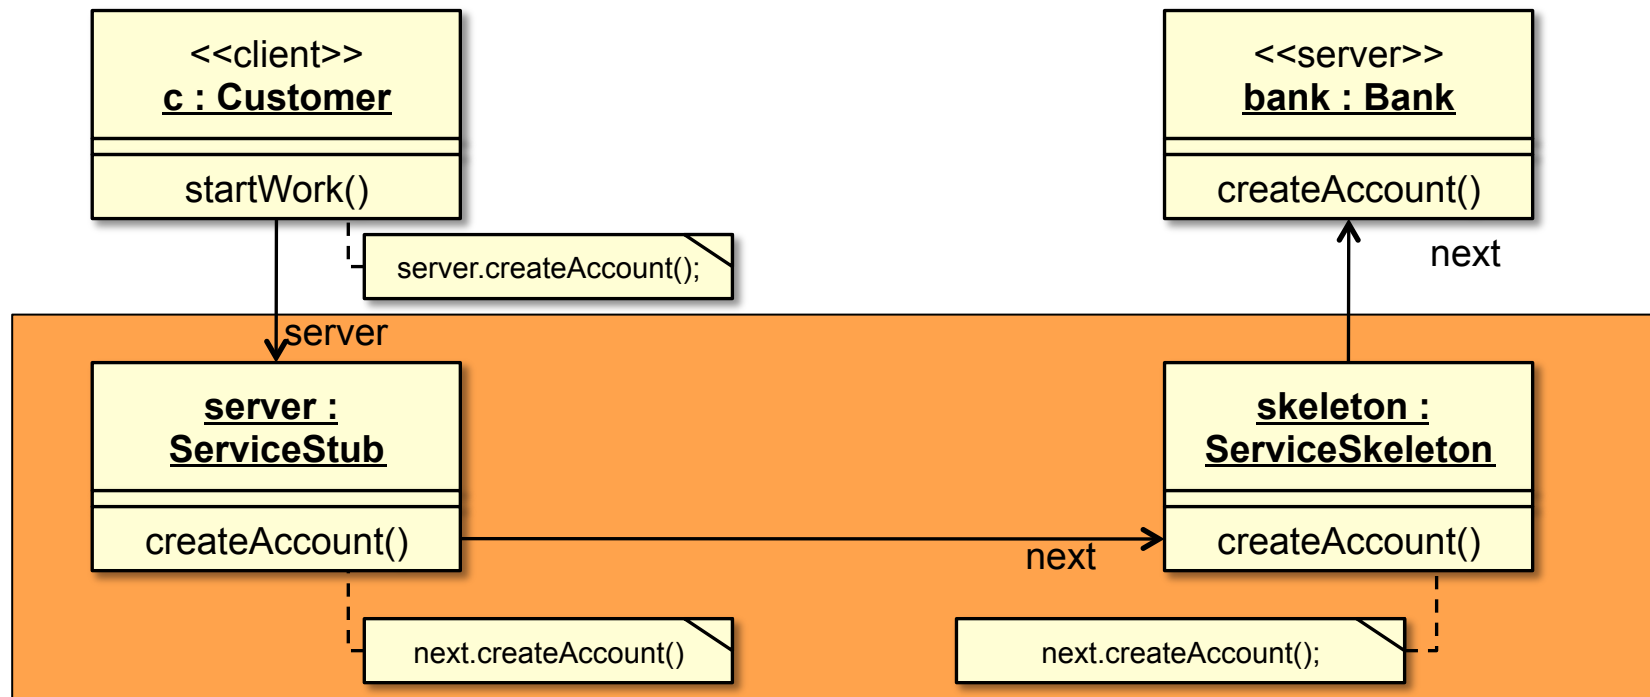 <<client>>
c : Customer
startWork()
server.createAccount();
<<server>>
bank : Bank
createAccount()
next
server
server :
ServiceStub
createAccount()
next.createAccount()
next
skeleton :
ServiceSkeleton
createAccount()
next.createAccount();